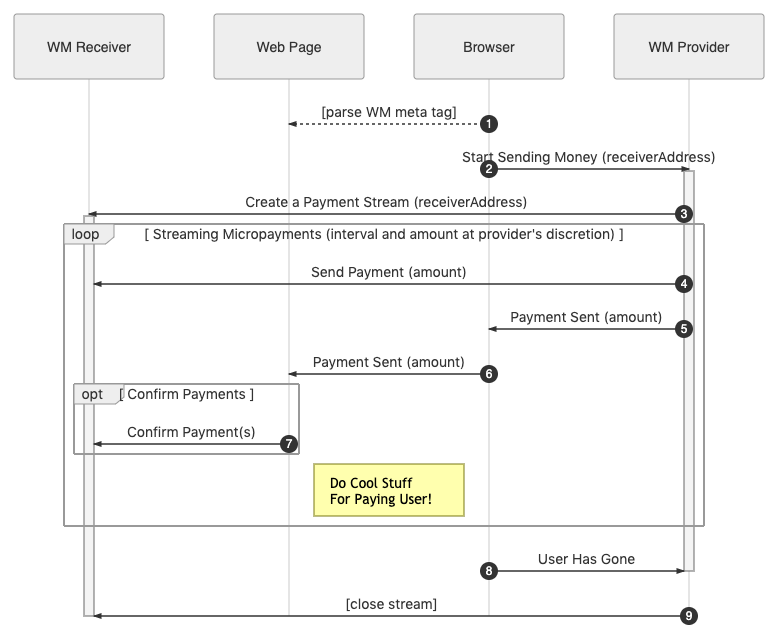 WM Receiver
Web Page
Browser
WM Provider
[parse WM meta tag]
1
Start Sending Money (receiverAddress)
2
Create a Payment Stream (receiverAddress)
3
loop
[ Streaming Micropayments (interval and amount at provider's discretion) ]
Send Payment (amount)
4
Payment Sent (amount)
5
Payment Sent (amount)
6
opt
[ Confirm Payments ]
Confirm Payment(s)
7
Do Cool Stuff
For Paying User!
User Has Gone
8
[close stream]
9